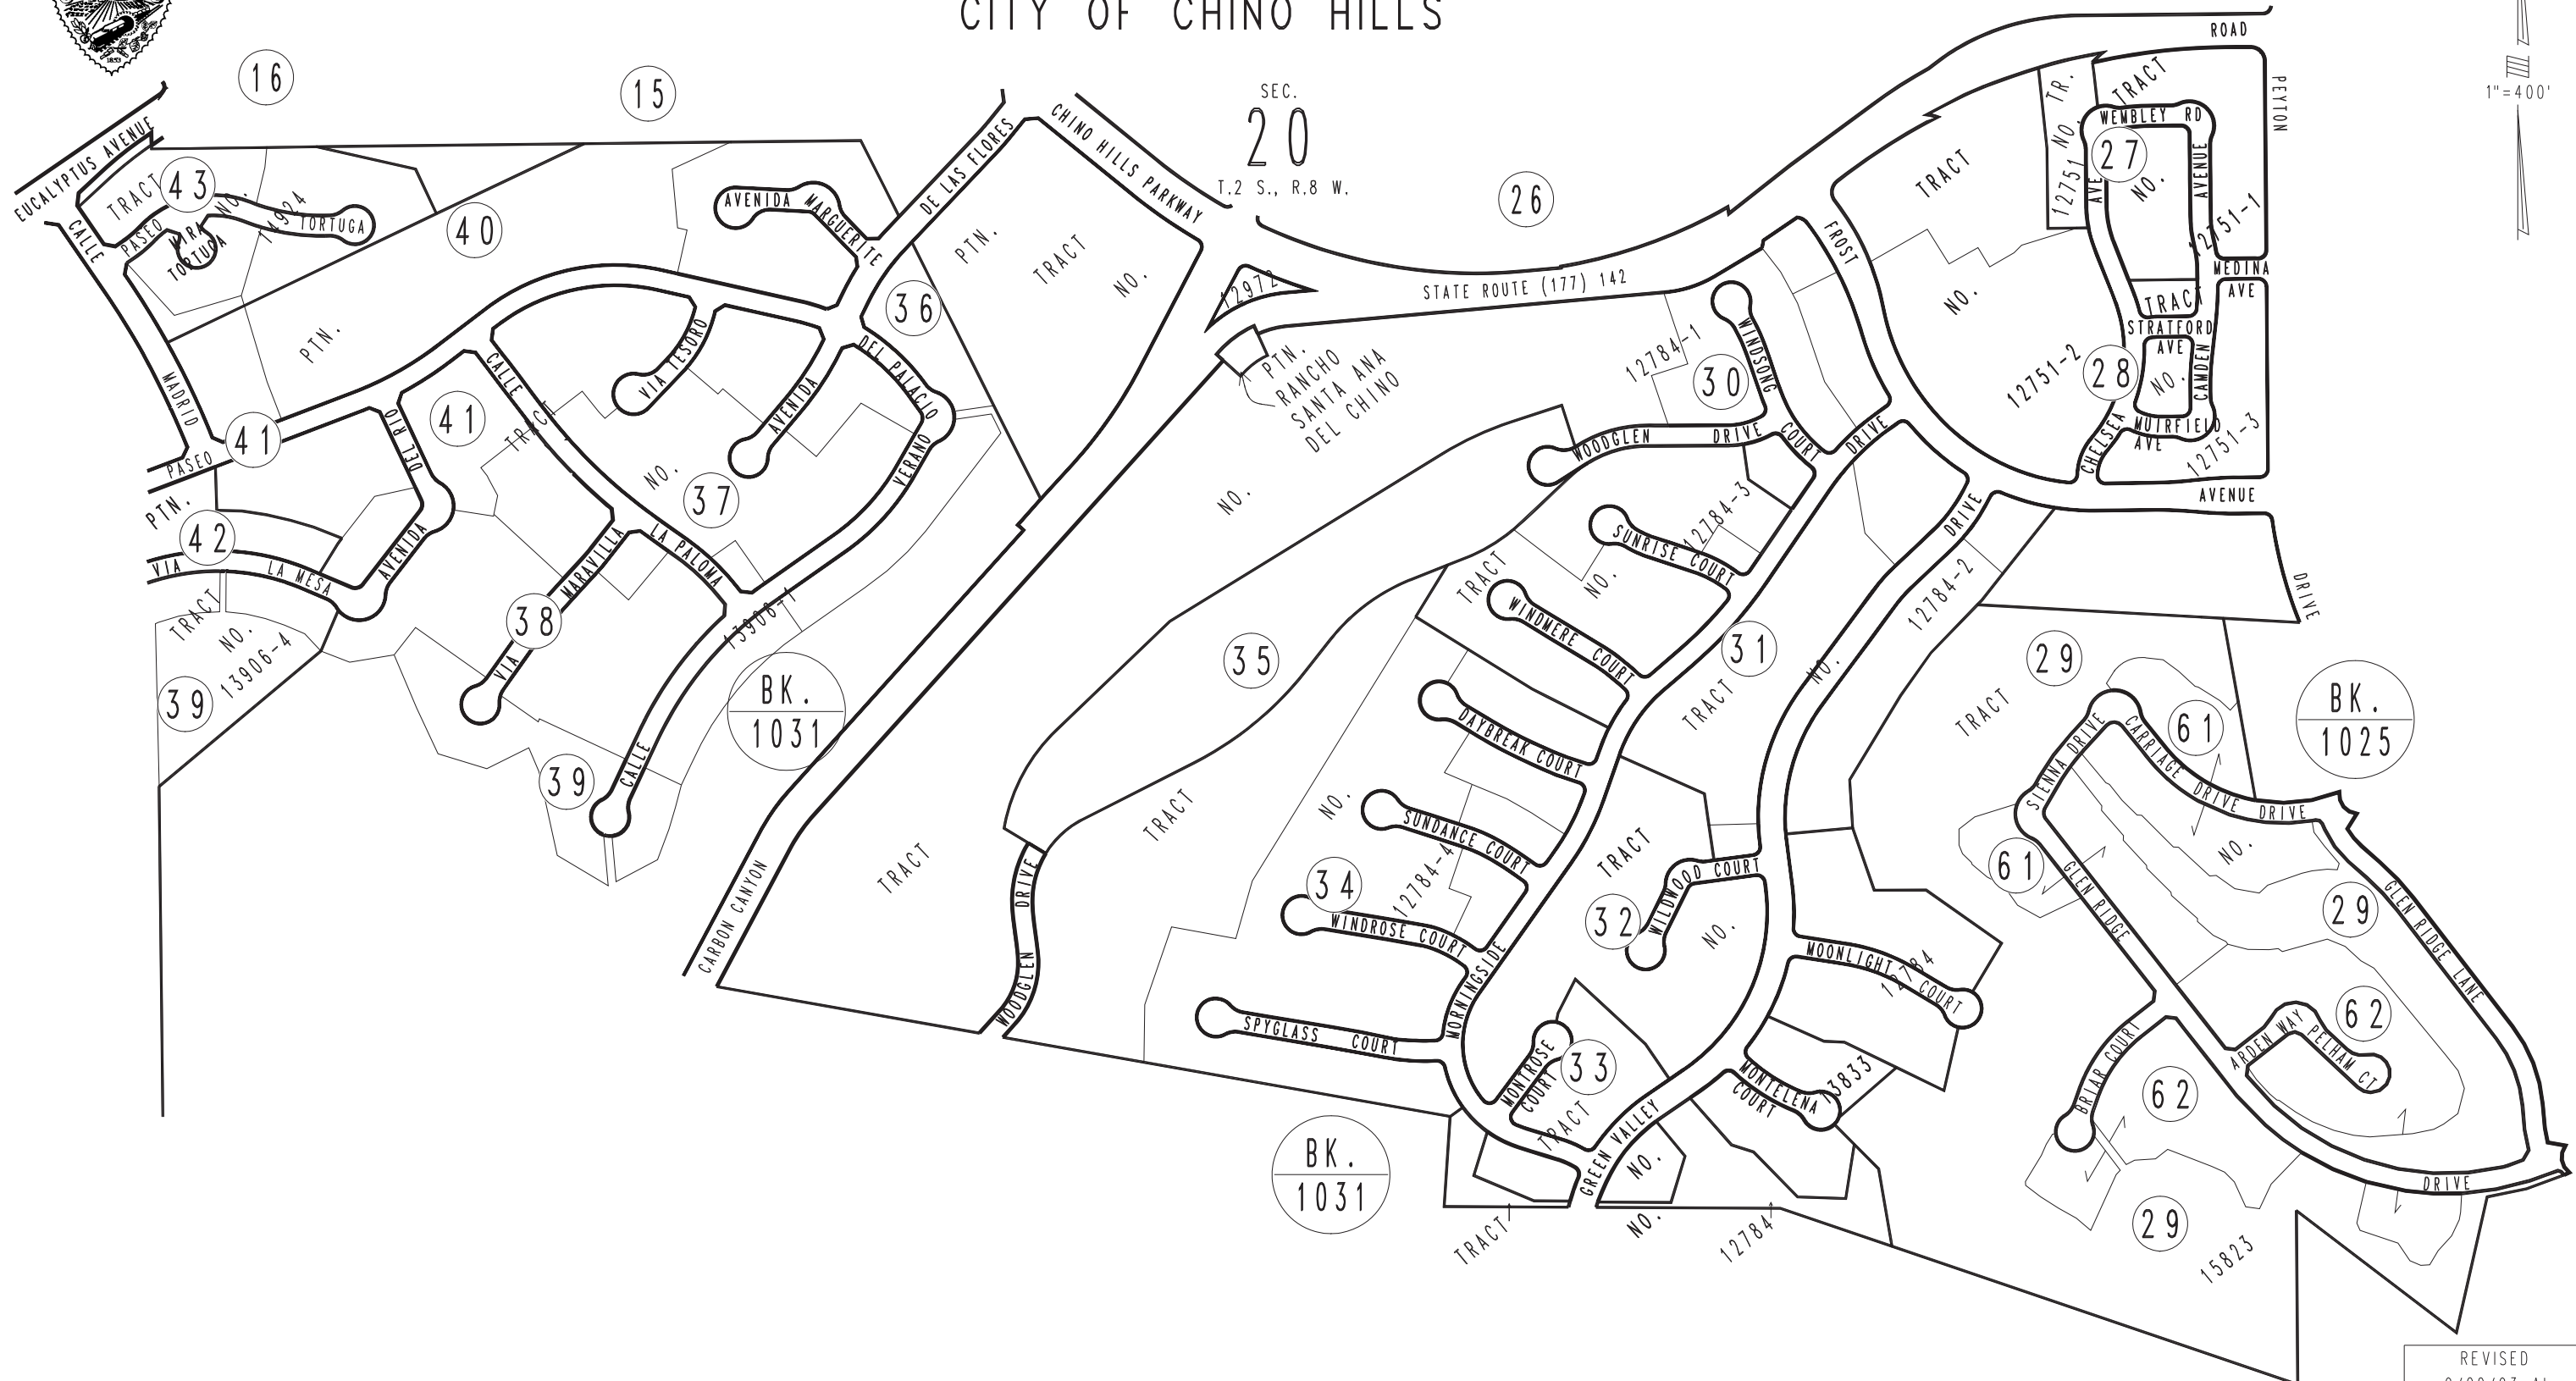 CITY OF CHINO HILLS
1853
16
15
SEC.
20
T.2 S., R.8 W.
26
ROAD
PEYTON
1"=400'
EUCALYPTUS AVENUE
TRACT
43
NO.
14924
CALLE
PASEO
MIRA
TORTUGA
TORTUGA
40
AVENIDA
MARGUERITE
DE LAS FLORES
CHINO HILLS PARKWAY
PTN.
TRACT
NO.
36
12972
STATE ROUTE (177) 142
FROST
TRACT
NO.
12751-2
TR.
NO.
12751
TRACT
WEMBLEY RD
27
NO.
AVE
AVENUE
12751-1
MEDINA
AVE
TRACT
STRATFORD
AVE
28
NO.
CAMDEN
MUIRFIELD
AVE
CHELSEA
12751-3
AVENUE
DRIVE
MADRID
PTN.
VIA TESORO
DEL PALACIO
AVENIDA
VERANO
CALLE
TRACT
NO.
37
41
DEL RIO
41
PASEO
PTN.
42
VIA
LA MESA
AVENIDA
TRACT
NO.
13906-4
39
VIA
MARAVILLA
38
LA PALOMA
13906-1
CALLE
39
BK.
1031
CARBON CANYON
PTN.
RANCHO
SANTA ANA
DEL CHINO
NO.
TRACT
35
TRACT
WOODGLEN
DRIVE
12784-1
30
WINDSONG
COURT
WOODGLEN
DRIVE
DRIVE
12784-3
TRACT
NO.
SUNRISE COURT
WINDMERE COURT
DAYBREAK COURT
SUNDANCE COURT
NO.
12784-4
34
WINDROSE COURT
SPYGLASS COURT
MORNINGSIDE
31
TRACT
NO.
12784-2
DRIVE
TRACT
32
WILDWOOD COURT
NO.
MOONLIGHT COURT
12784
MONTROSE
COURT
33
TRACT
MONTELENA
COURT
13833
GREEN VALLEY
NO.
TRACT
NO.
12784
BK.
1031
29
TRACT
61
BK.
1025
SIENNA DRIVE
CARRIAGE DRIVE
DRIVE
61
GLEN RIDGE
NO.
29
GLEN RIDGE LANE
62
ARDEN WAY
PELHAM CT
BRIAR COURT
62
DRIVE
29
15823
REVISED